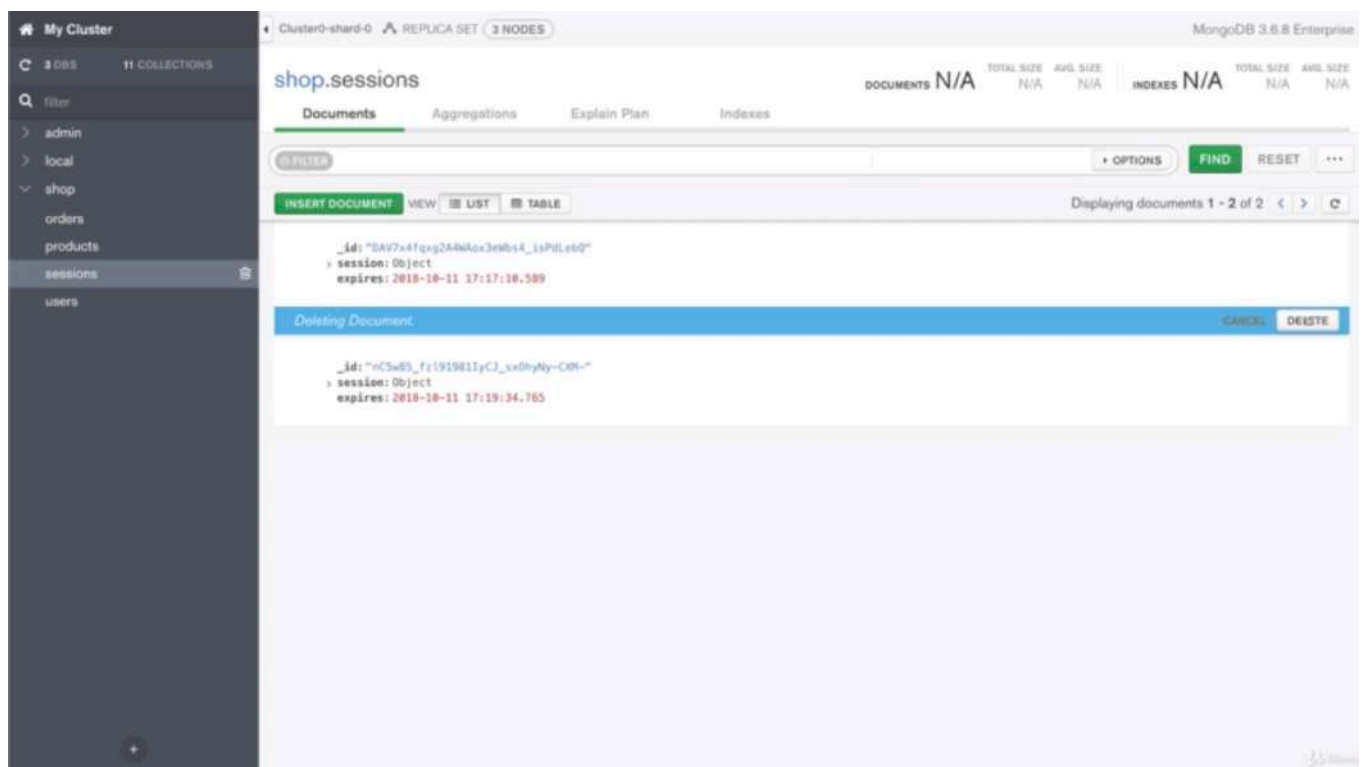 My Cluster
3 DBS 11 COLLECTIONS
filter
admin
local
shop
orders
products
sessions
users
Cluster0-shard-0 REPLICA SET 3 NODES
MongoDB 3.6.8 Enterprise
shop.sessions
DOCUMENTS N/A TOTAL SIZE N/A AVG. SIZE N/A INDEXES N/A TOTAL SIZE N/A AVG. SIZE N/A
Documents Aggregations Explain Plan Indexes
FILTER OPTIONS FIND RESET ...
INSERT DOCUMENT VIEW LIST TABLE Displaying documents 1 - 2 of 2
_id:
session: Object
expires: 2018-10-11 17:17:10.589
Deleting Document. CANCEL DELETE
_id:
session: Object
expires: 2018-10-11 17:19:34.765